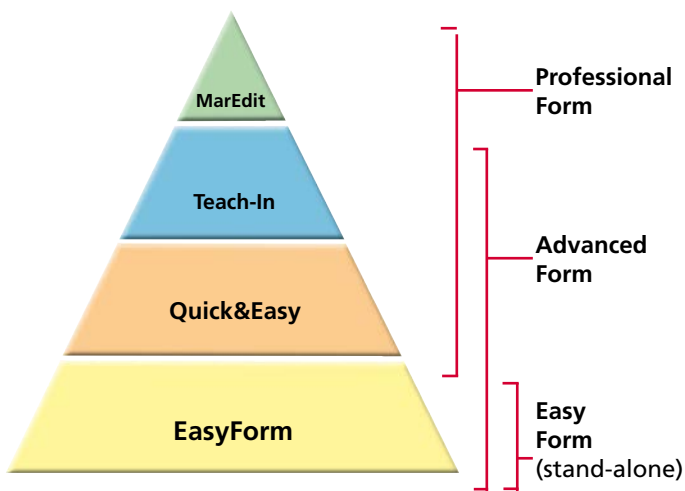 MarEdit
Teach-In
Quick&Easy
EasyForm
Professional
Form
Advanced
Form
Easy
Form
(stand-alone)